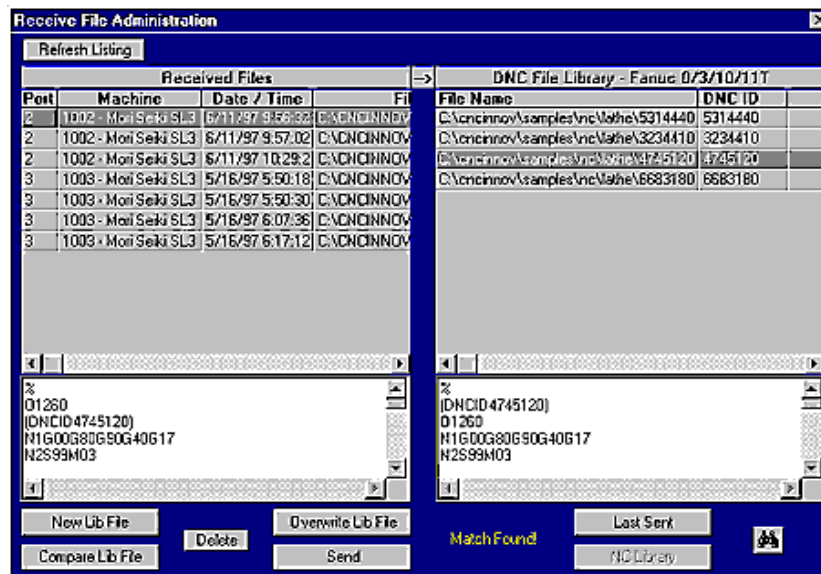 Receive File Administration
Refresh Listing
Received Files
-->
DNC File Library - Fanuc 0/3/10/11T
Port Machine Date / Time Fil
File Name DNC ID
2 1002 - Mori Seiki SL3 6/11/97 9:56:32 C:\CNCINNOV
2 1002 - Mori Seiki SL3 6/11/97 9:57:02 C:\CNCINNOV
2 1002 - Mori Seiki SL3 6/11/97 10:29:2 C:\CNCINNOV
3 1003 - Mori Seiki SL3 5/16/97 5:50:18 C:\CNCINNOV
3 1003 - Mori Seiki SL3 5/16/97 5:50:30 C:\CNCINNOV
3 1003 - Mori Seiki SL3 5/16/97 6:07:36 C:\CNCINNOV
3 1003 - Mori Seiki SL3 5/16/97 6:17:12 C:\CNCINNOV
C:\cncinnov\samples\nc\lathe\5314440 5314440
C:\cncinnov\samples\nc\lathe\3234410 3234410
C:\cncinnov\samples\nc\lathe\4745120 4745120
C:\cncinnov\samples\nc\lathe\6683180 6683180
%
O1260
(DNCID4745120)
N1G00G80G90G40G17
N2S99M03
%
(DNCID4745120)
O1260
N1G00G80G90G40G17
N2S99M03
New Lib File
Overwrite Lib File
Delete
Compare Lib File
Send
Match Found!
Last Sent
NC Library